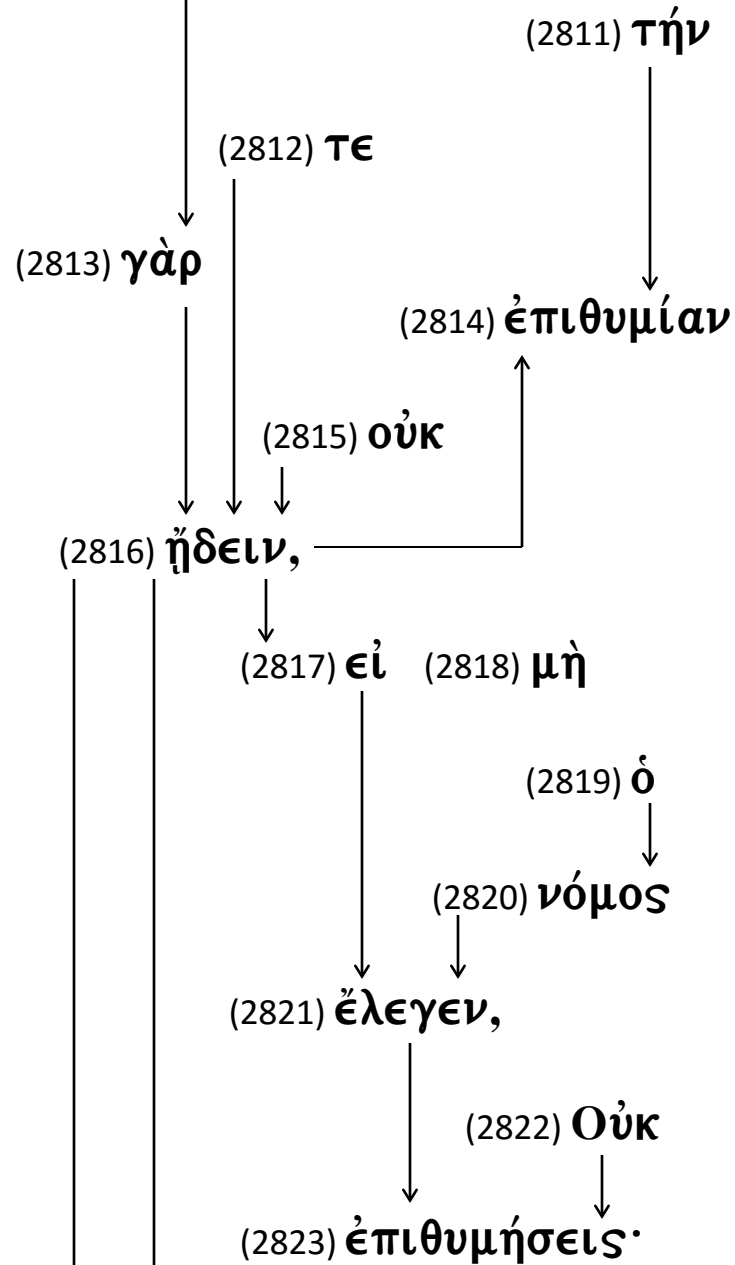 (2811) τήν
(2812) τε
(2813) γὰρ
(2814) ἐπιθυμίαν
(2815) οὐκ
(2816) ᾔδειν,
(2817) εἰ (2818) μὴ
(2819) ὁ
(2820) νόμος
(2821) ἔλεγεν,
(2822) Οὐκ
(2823) ἐπιθυμήσεις·